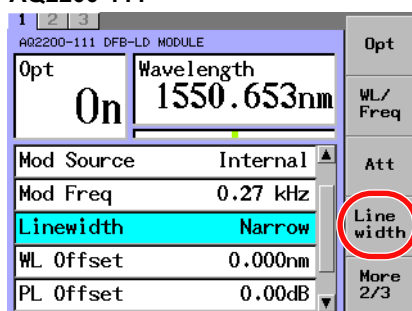 1 2 3
AQ2200-111 DFB-LD MODULE
Opt
On
Wavelength
1550.653nm
Mod Source Internal
Mod Freq 0.27 kHz
Linewidth Narrow
WL Offset 0.000nm
PL Offset 0.00dB
Opt
WL/
Freq
Att
Line
width
More
2/3